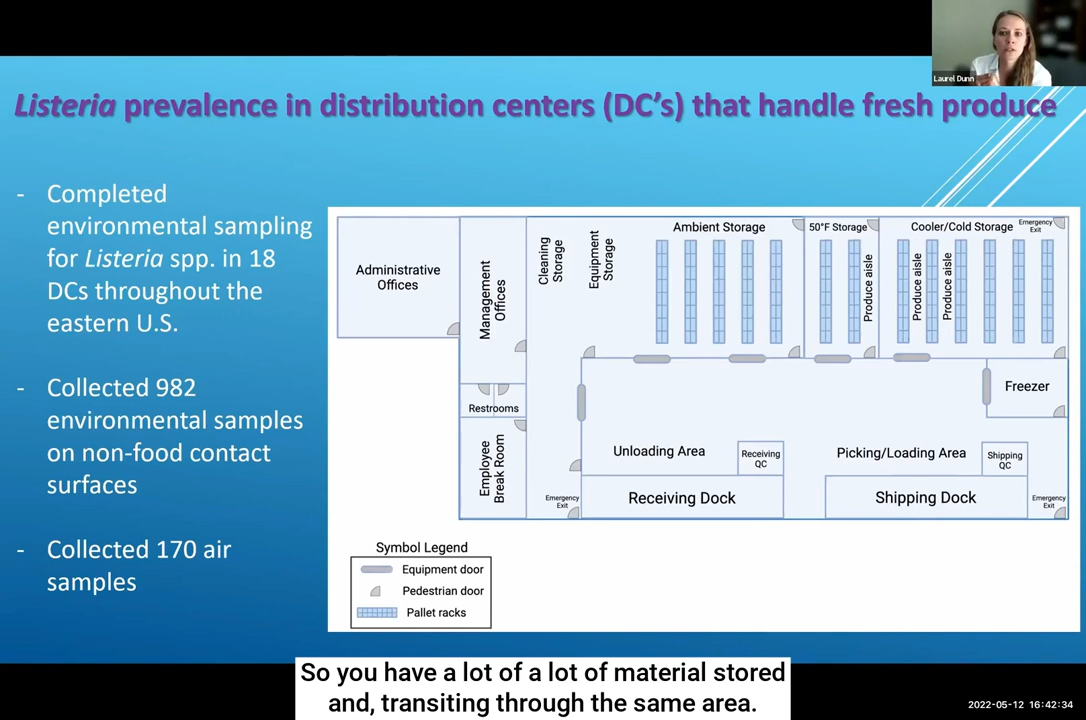 Laurel Dunn
Listeria prevalence in distribution centers (DC's) that handle fresh produce
- Completed
environmental sampling
for Listeria spp. in 18
DCs throughout the
eastern U.S.
- Collected 982
environmental samples
on non-food contact
surfaces
- Collected 170 air
samples
Administrative
Offices
Management
Offices
Restrooms
Employee
Break Room
Cleaning
Storage
Equipment
Storage
Ambient Storage
50°F Storage
Produce aisle
Cooler/Cold Storage
Emergency
Exit
Produce aisle
Produce aisle
Freezer
Unloading Area
Receiving
QC
Picking/Loading Area
Shipping
QC
Emergency
Exit
Receiving Dock
Shipping Dock
Emergency
Exit
Symbol Legend
Equipment door
Pedestrian door
Pallet racks
So you have a lot of a lot of material stored
and, transiting through the same area.
2022-05-12 16:42:34